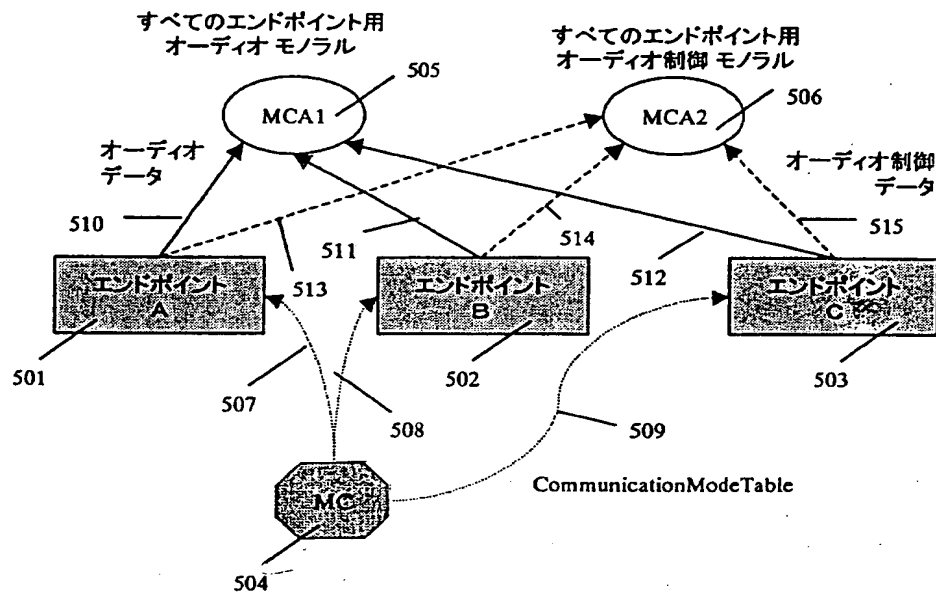 すべてのエンドポイント用
オーディオ モノラル
すべてのエンドポイント用
オーディオ制御 モノラル
505
506
MCA1
MCA2
オーディオ
データ
オーディオ制御
データ
510
511
514
515
513
512
エンドポイント
A
エンドポイント
B
エンドポイント
C
501
507
508
502
509
503
MC
CommunicationModeTable
504